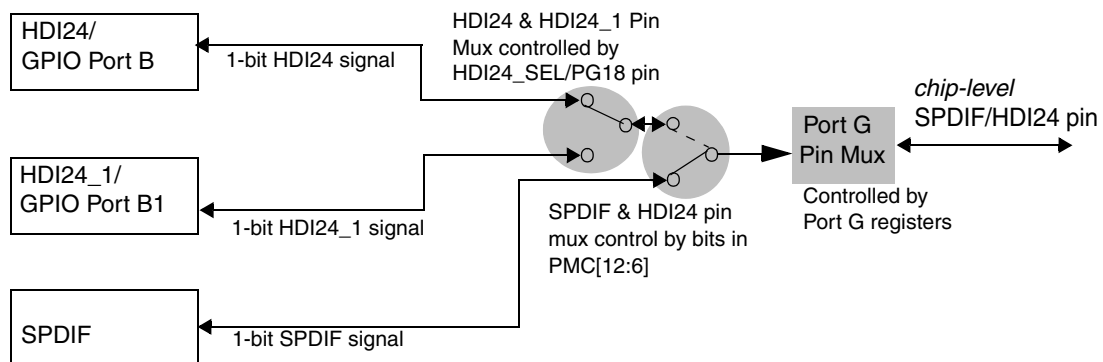 HDI24/
GPIO Port B
1-bit HDI24 signal
HDI24 & HDI24_1 Pin
Mux controlled by
HDI24_SEL/PG18 pin
chip-level
SPDIF/HDI24 pin
Port G
Pin Mux
Controlled by
Port G registers
HDI24_1/
GPIO Port B1
1-bit HDI24_1 signal
SPDIF & HDI24 pin
mux control by bits in
PMC[12:6]
SPDIF
1-bit SPDIF signal